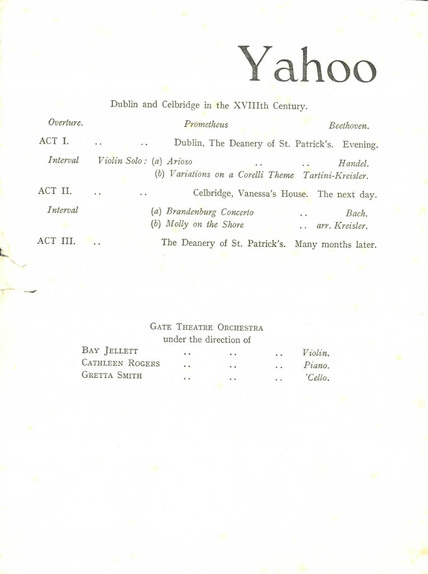 Yahoo
Dublin and Celbridge in the XVIIIth Century.
Overture. Prometheus Beethoven.
ACT I. .. .. Dublin, The Deanery of St. Patrick's. Evening.
Interval Violin Solo: (a) Arioso .. .. Handel.
(b) Variations on a Corelli Theme Tartini-Kreisler.
ACT II. .. .. Celbridge, Vanessa's House. The next day.
Interval (a) Brandenburg Concerto .. Bach.
(b) Molly on the Shore .. arr. Kreisler.
ACT III. .. The Deanery of St. Patrick's. Many months later.
GATE THEATRE ORCHESTRA
under the direction of
BAY JELLETT .. .. .. Violin.
CATHLEEN ROGERS .. .. .. Piano.
GRETTA SMITH .. .. .. 'Cello.